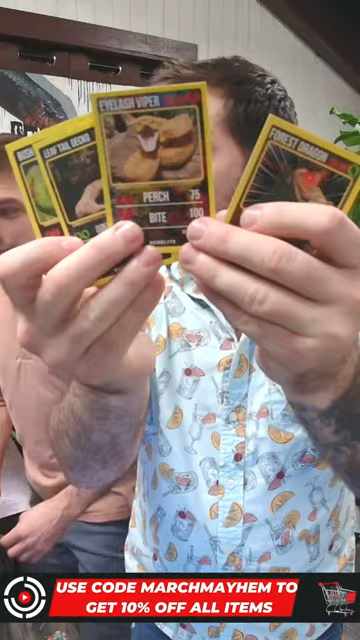 EYELASH VIPER
BUSH
LEAF TAIL GECKO
FOREST DRAGON
PERCH 75
BITE 100
USE CODE MARCHMAYHEM TO
GET 10% OFF ALL ITEMS